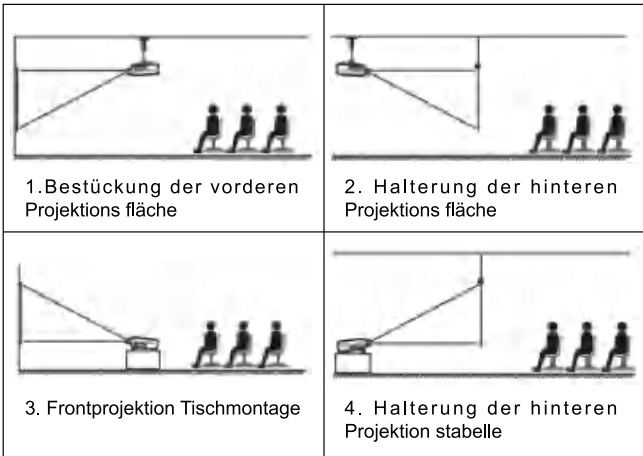 1.Bestückung der vorderen
Projektions fläche
2. Halterung der hinteren
Projektions fläche
3. Frontprojektion Tischmontage
4. Halterung der hinteren
Projektion stabelle